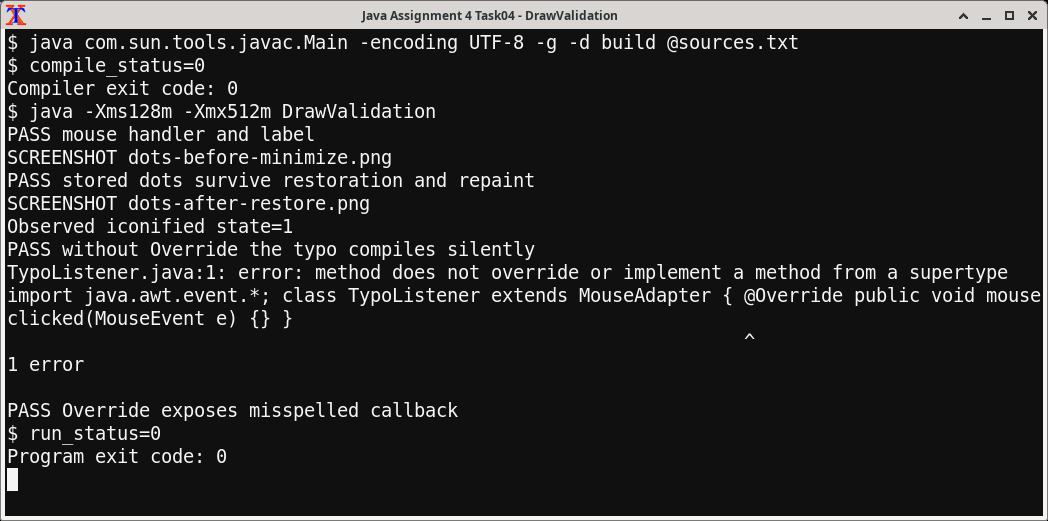 Java Assignment 4 Task04 - DrawValidation
$ java com.sun.tools.javac.Main -encoding UTF-8 -g -d build @sources.txt
$ compile_status=0
Compiler exit code: 0
$ java -Xms128m -Xmx512m DrawValidation
PASS mouse handler and label
SCREENSHOT dots-before-minimize.png
PASS stored dots survive restoration and repaint
SCREENSHOT dots-after-restore.png
Observed iconified state=1
PASS without Override the typo compiles silently
TypoListener.java:1: error: method does not override or implement a method from a supertype
import java.awt.event.*; class TypoListener extends MouseAdapter { @Override public void mouse
clicked(MouseEvent e) {} }
^
1 error
PASS Override exposes misspelled callback
$ run_status=0
Program exit code: 0